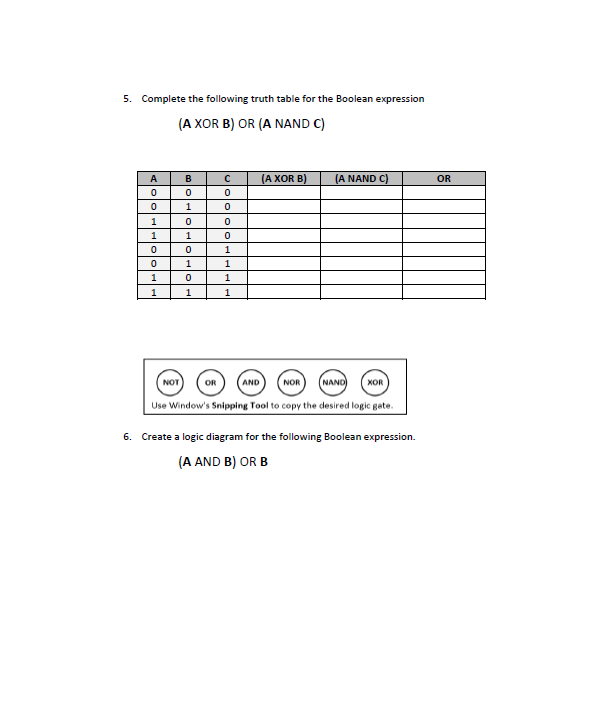 5. Complete the following truth table for the Boolean expression
(A XOR B) OR (A NAND C)
A B C (A XOR B) (A NAND C) OR
0 0 0
0 1 0
1 0 0
1 1 0
0 0 1
0 1 1
1 0 1
1 1 1
NOT OR AND NOR NAND XOR
Use Window's Snipping Tool to copy the desired logic gate.
6. Create a logic diagram for the following Boolean expression.
(A AND B) OR B